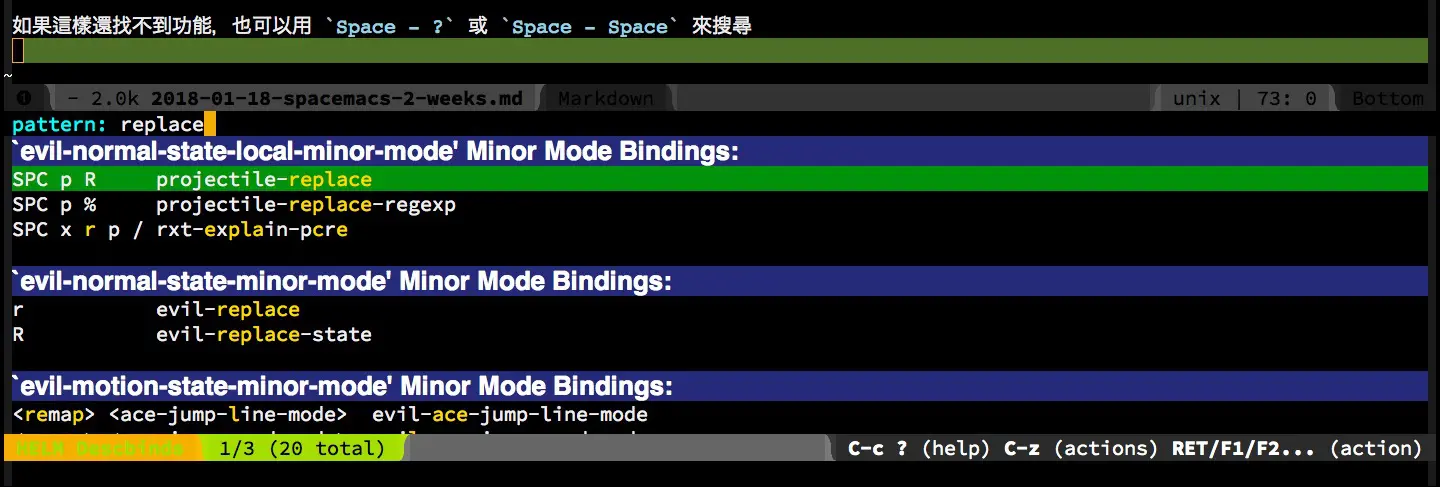 如果這樣還找不到功能，也可以用 `Space - ?` 或 `Space - Space` 來搜尋
~
❶ - 2.0k 2018-01-18-spacemacs-2-weeks.md Markdown unix | 73: 0 Bottom
pattern: replace
`evil-normal-state-local-minor-mode' Minor Mode Bindings:
SPC p R projectile-replace
SPC p % projectile-replace-regexp
SPC x r p / rxt-explain-pcre
`evil-normal-state-minor-mode' Minor Mode Bindings:
r evil-replace
R evil-replace-state
`evil-motion-state-minor-mode' Minor Mode Bindings:
<remap> <ace-jump-line-mode> evil-ace-jump-line-mode
HELM Descbinds 1/3 (20 total) C-c ? (help) C-z (actions) RET/F1/F2... (action)